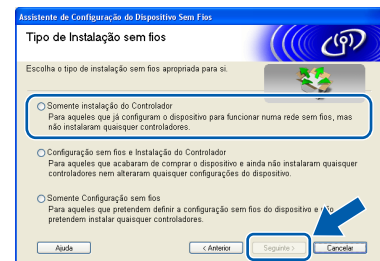 Assistente de Configuração do Dispositivo Sem Fios
Tipo de Instalação sem fios
Escolha o tipo de instalação sem fios apropriada para si.
Somente instalação do Controlador
Para aqueles que já configuram o dispositivo para funcionar numa rede sem fios, mas
não instalaram quaisquer controladores.
Configuração sem fios e Instalação do Controlador
Para aqueles que acabaram de comprar o dispositivo e ainda não instalaram quaisquer
controladores nem alteraram quaisquer configurações do dispositivo.
Somente Configuração sem fios
Para aqueles que pretendem definir a configuração sem fios do dispositivo e não
pretendem instalar quaisquer controladores.
Ajuda
< Anterior
Seguinte >
Cancelar